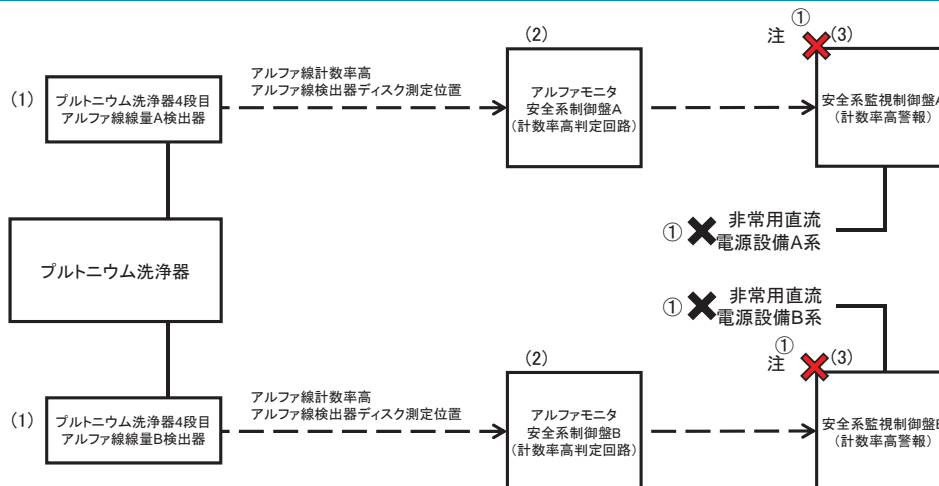 ①
注
(3)
(2)
(1)
プルトニウム洗浄器4段目
アルファ線線量A検出器
アルファ線計数率高
アルファ線検出器ディスク測定位置
アルファモニタ
安全系制御盤A
(計数率高判定回路)
安全系監視制御盤A
(計数率高警報)
①
非常用直流
電源設備A系
プルトニウム洗浄器
①
非常用直流
電源設備B系
①
注
(3)
(2)
(1)
プルトニウム洗浄器4段目
アルファ線線量B検出器
アルファ線計数率高
アルファ線検出器ディスク測定位置
アルファモニタ
安全系制御盤B
(計数率高判定回路)
安全系監視制御盤B
(計数率高警報)